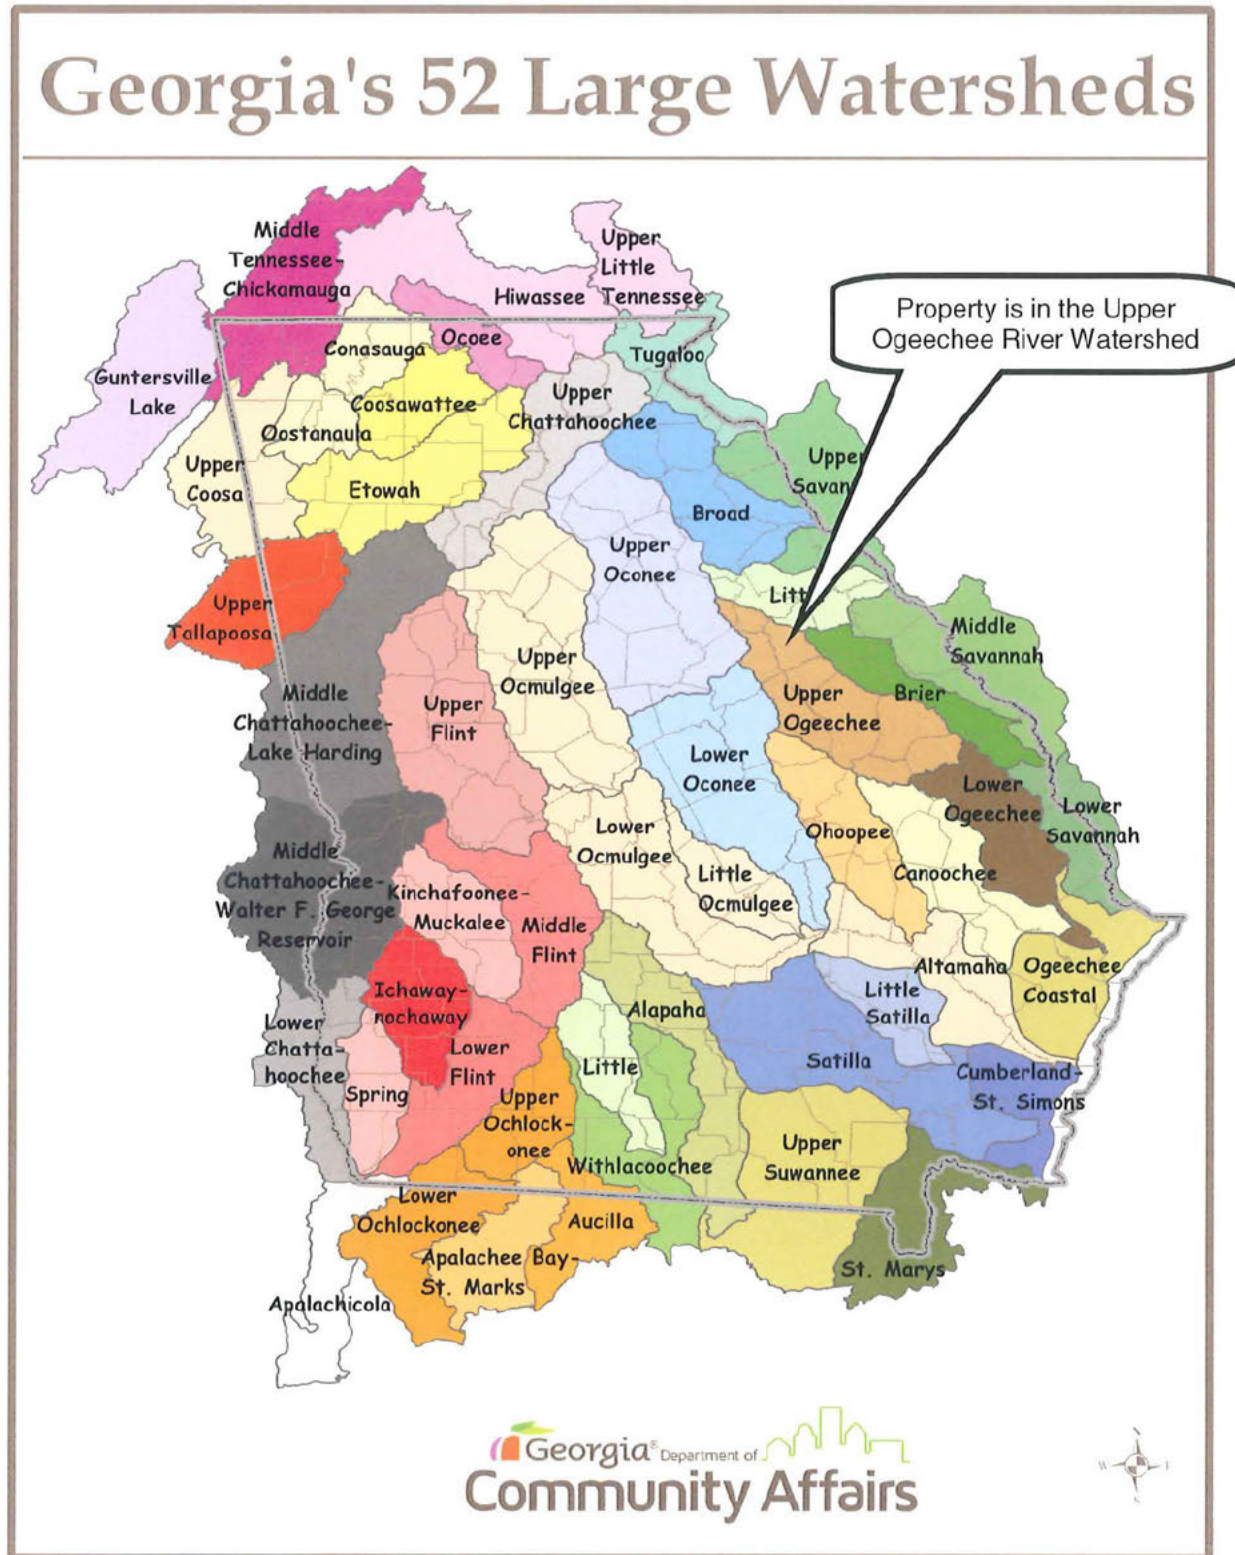 Georgia's 52 Large Watersheds
Middle
Tennessee-
Chickamauga
Upper
Little
Tennessee
Hiwassee
Property is in the Upper
Ogeechee River Watershed
Ocoee
Conasauga
Tugaloo
Guntersville
Lake
Coosawattee
Upper
Chattahoochee
Oostanaula
Upper
Coosa
Etowah
Upper
Savan
Broad
Upper
Oconee
Litt
Upper
Tallapoosa
Middle
Savannah
Upper
Ocmulgee
Middle
Chattahoochee-
Lake Harding
Upper
Flint
Upper
Ogeechee
Brier
Lower
Oconee
Lower
Ogeechee
Lower
Savannah
Lower
Ocmulgee
Ohoopee
Middle
Chattahoochee-
Walter F. George
Reservoir
Little
Ocmulgee
Canoochee
Kinchafoonee-
Muckalee
Middle
Flint
Altamaha
Ogeechee
Coastal
Ichaway-
nochaway
Alapaha
Little
Satilla
Lower
Chatta-
hoochee
Lower
Flint
Little
Satilla
Cumberland-
St. Simons
Spring
Upper
Ochlock-
onee
Withlacoochee
Upper
Suwannee
Lower
Ochlockonee
Aucilla
Apalachee Bay-
St. Marks
St. Marys
Apalachicola
Georgia® Department of
Community Affairs
N
W E
S